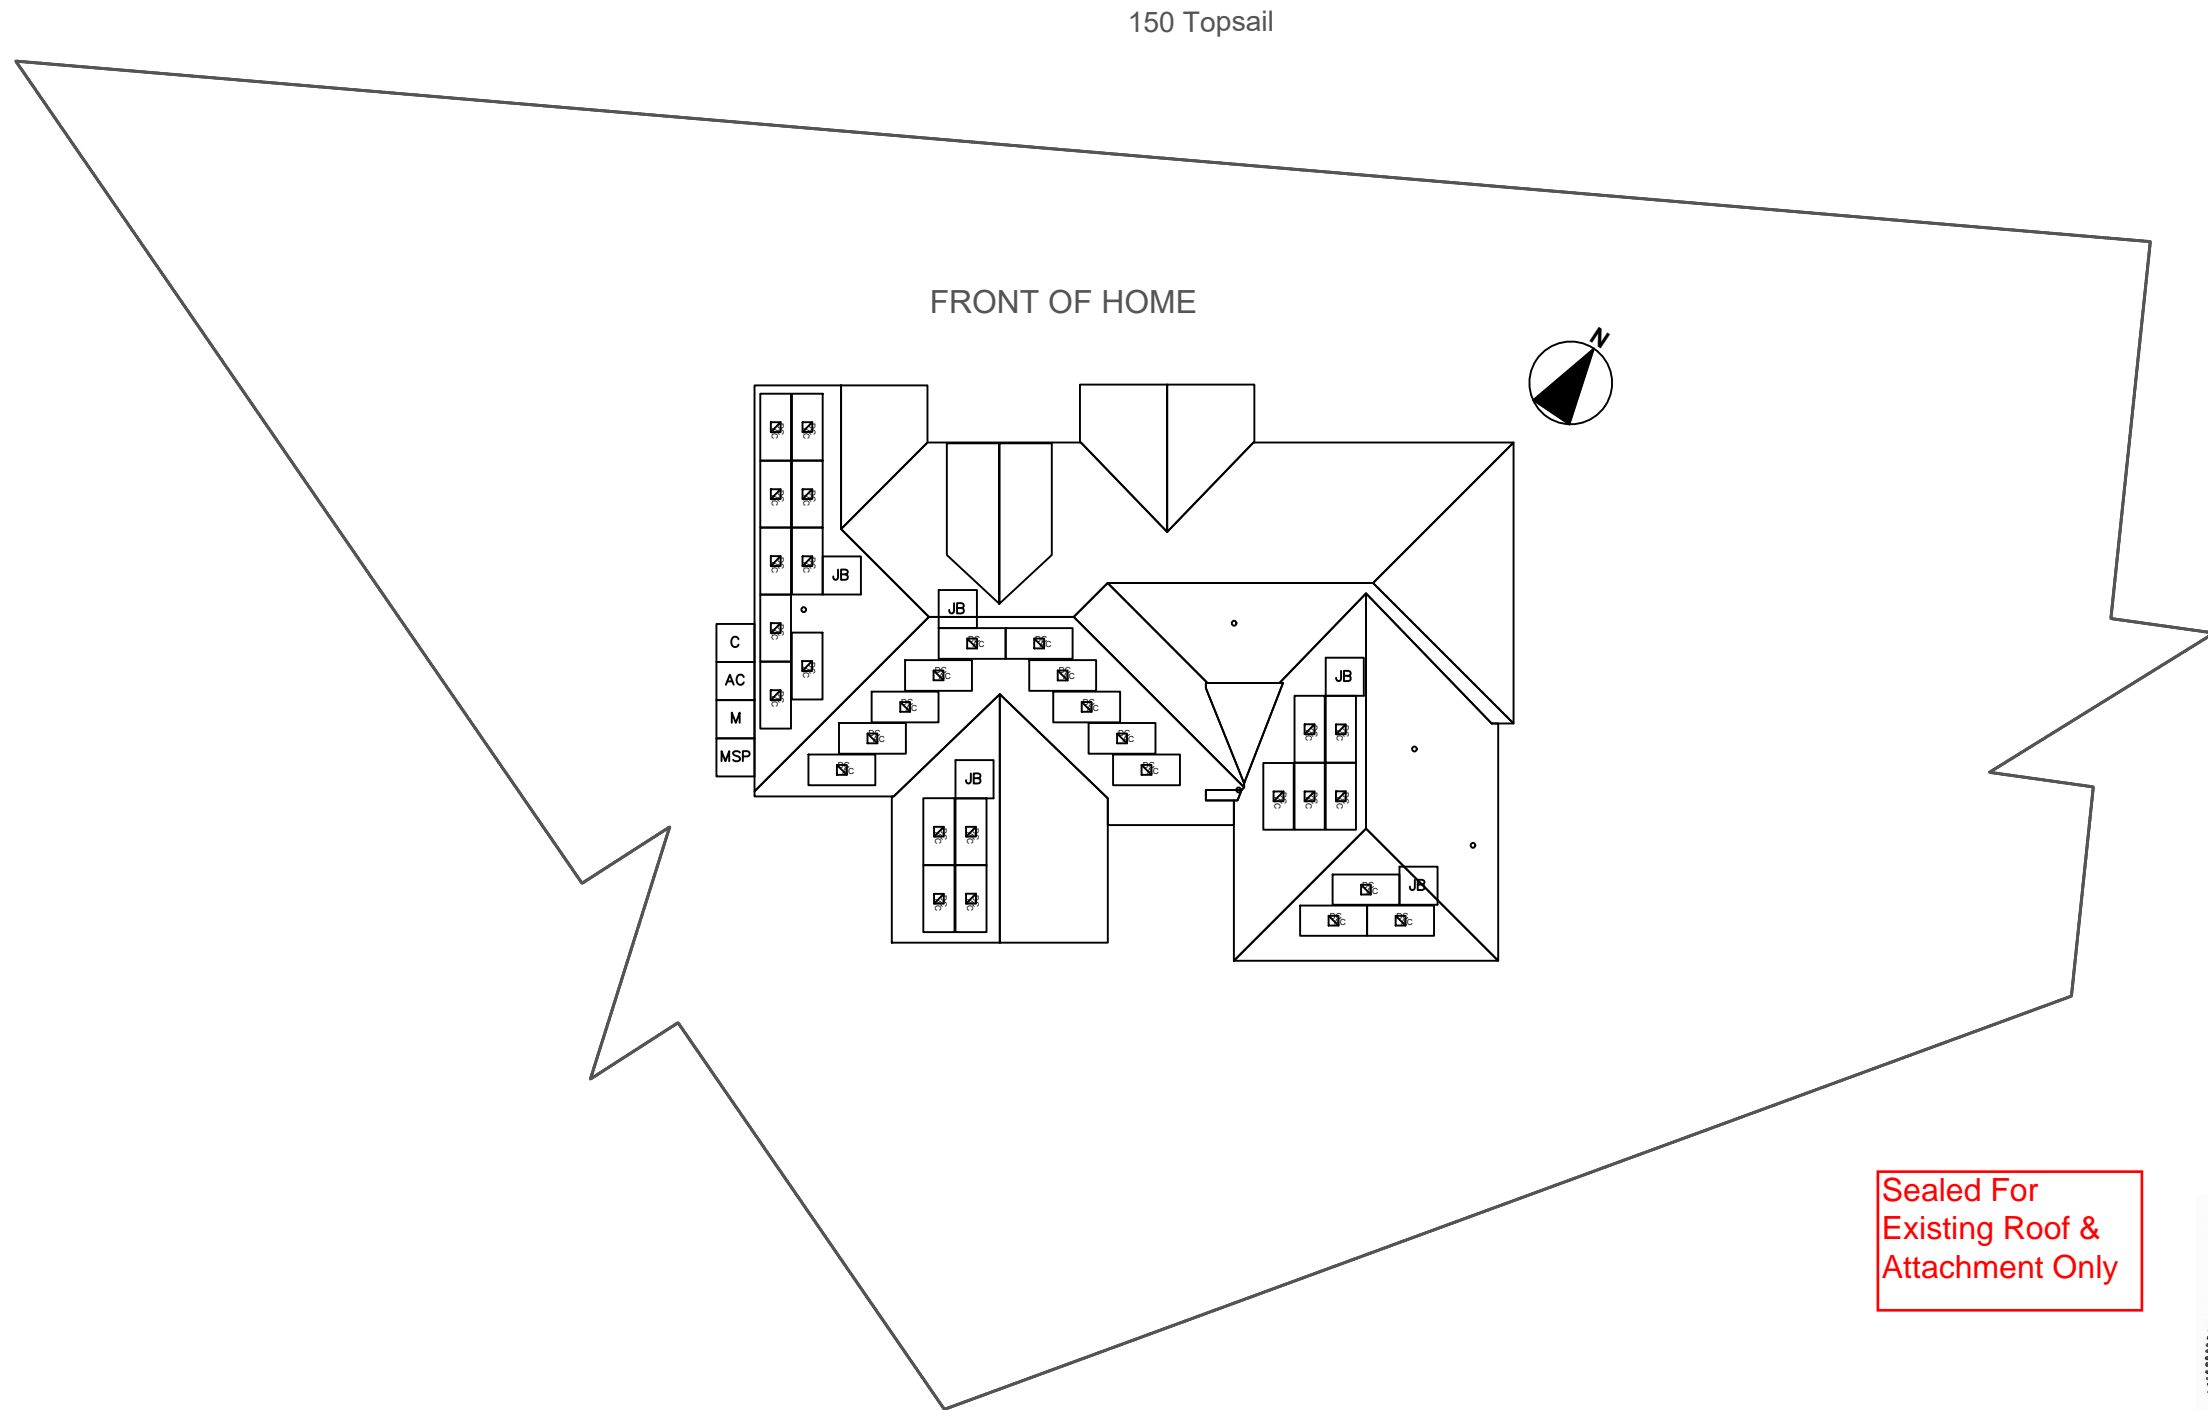 150 Topsail
FRONT OF HOME
N
JB
JB
C
AC
M
MSP
JB
JB
JB
Sealed For
Existing Roof &
Attachment Only